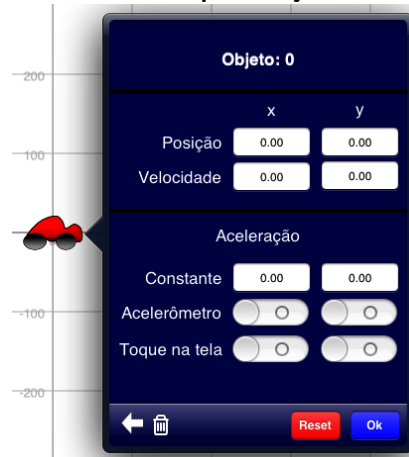 Objeto: 0
x y
Posição 0.00 0.00
Velocidade 0.00 0.00
Aceleração
Constante 0.00 0.00
Acelerômetro
Toque na tela
Reset Ok
200
100
-100
-200